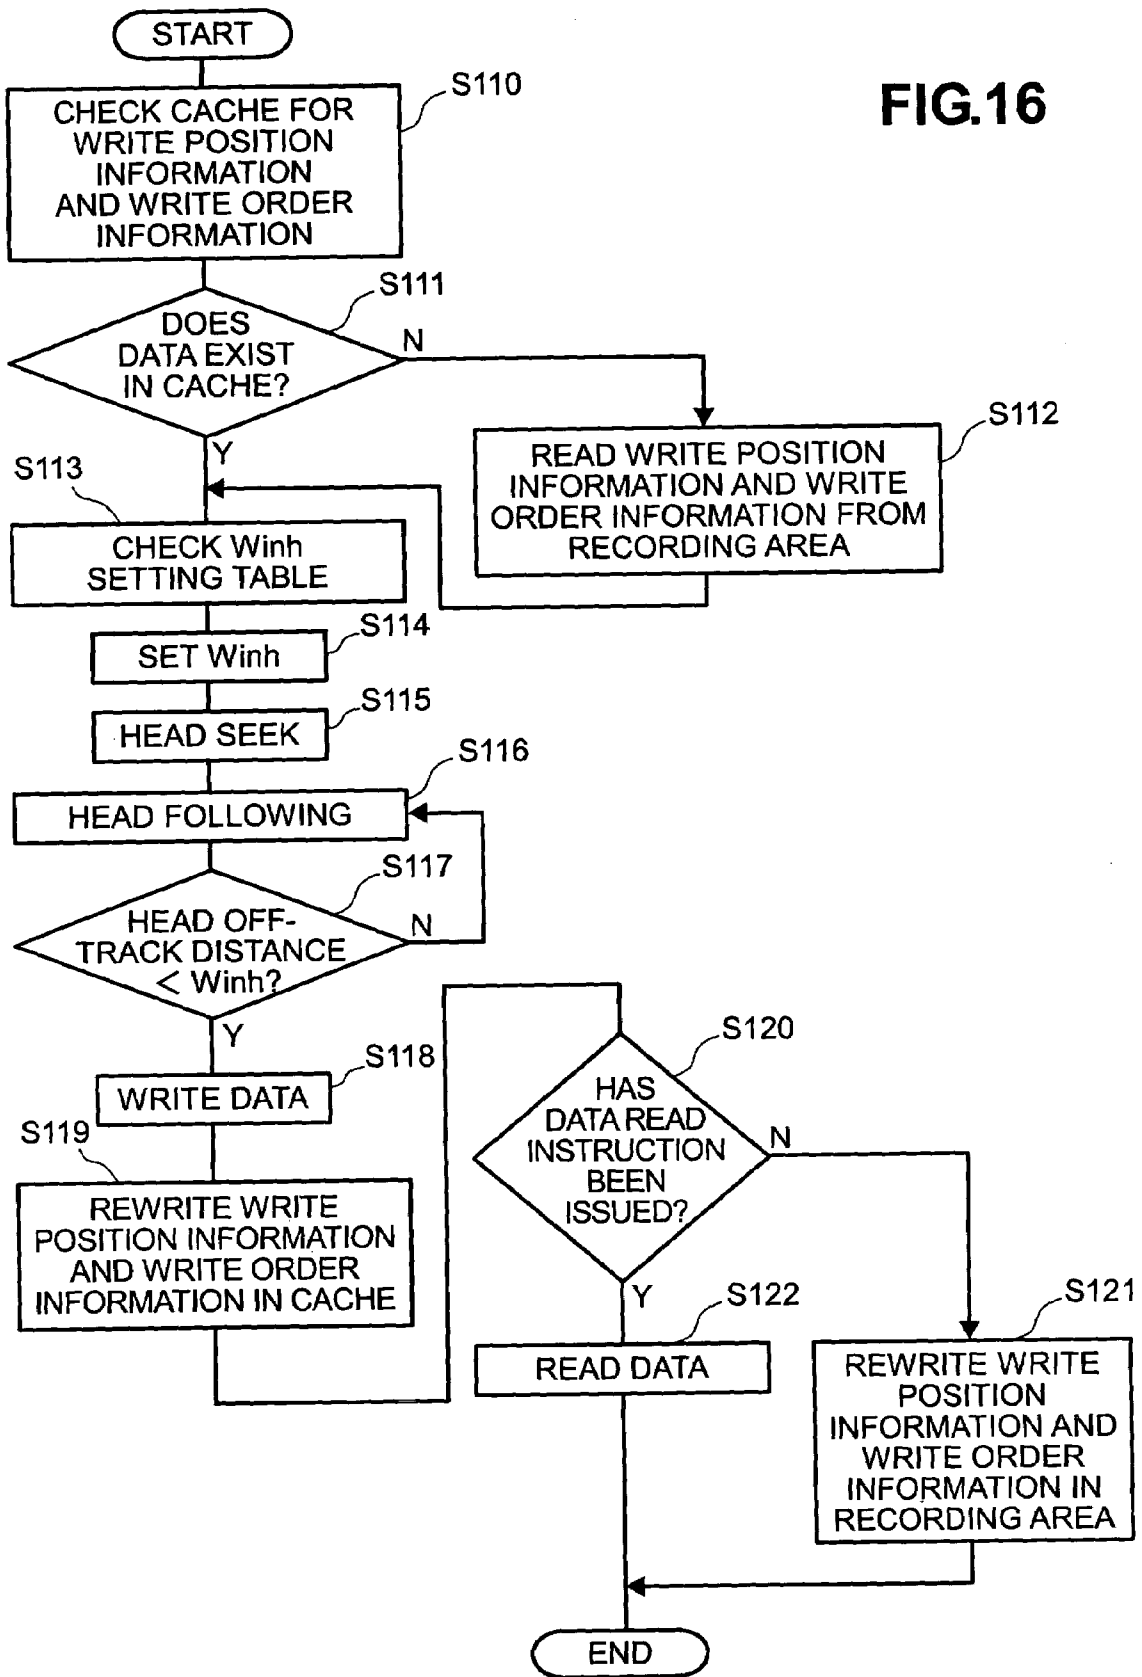 START
FIG.16
S110
CHECK CACHE FOR
WRITE POSITION
INFORMATION
AND WRITE ORDER
INFORMATION
S111
DOES
DATA EXIST
IN CACHE?
N
Y
S112
READ WRITE POSITION
INFORMATION AND WRITE
ORDER INFORMATION FROM
RECORDING AREA
S113
CHECK Winh
SETTING TABLE
S114
SET Winh
S115
HEAD SEEK
S116
HEAD FOLLOWING
S117
HEAD OFF-
TRACK DISTANCE
< Winh?
N
Y
S118
WRITE DATA
S119
REWRITE WRITE
POSITION INFORMATION
AND WRITE ORDER
INFORMATION IN CACHE
S120
HAS
DATA READ
INSTRUCTION
BEEN
ISSUED?
N
Y
S122
READ DATA
S121
REWRITE WRITE
POSITION
INFORMATION AND
WRITE ORDER
INFORMATION IN
RECORDING AREA
END